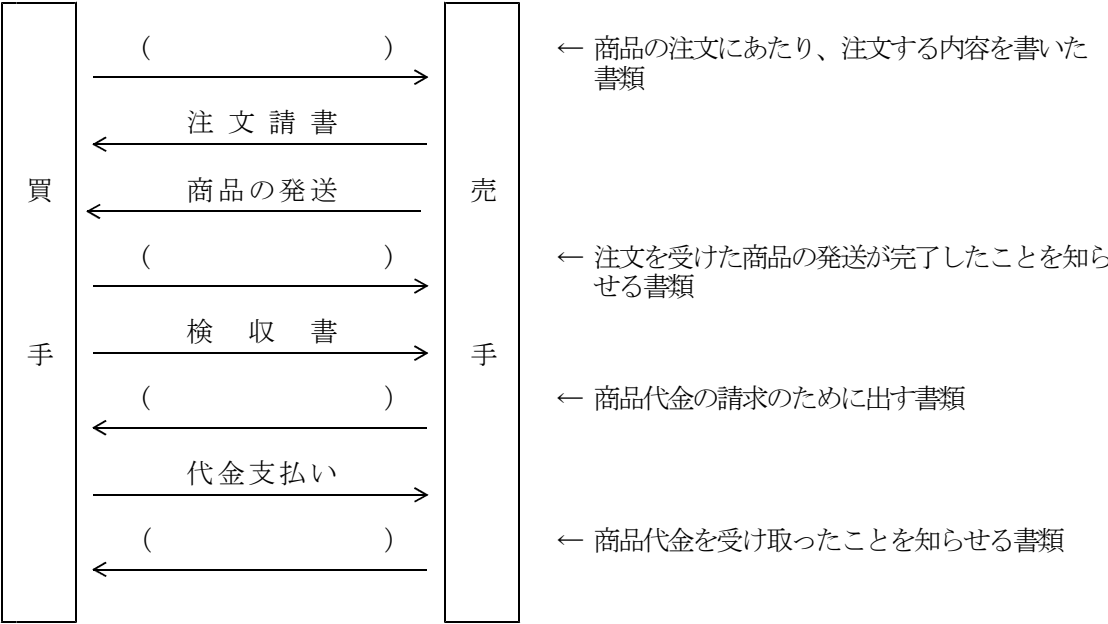 (　　　　　　　) ← 商品の注文にあたり、注文する内容を書いた
書類
注文請書
買 商品の発送 売
(　　　　　　　) ← 注文を受けた商品の発送が完了したことを知ら
せる書類
手 検収書 手
(　　　　　　　) ← 商品代金の請求のために出す書類
代金支払い
(　　　　　　　) ← 商品代金を受け取ったことを知らせる書類